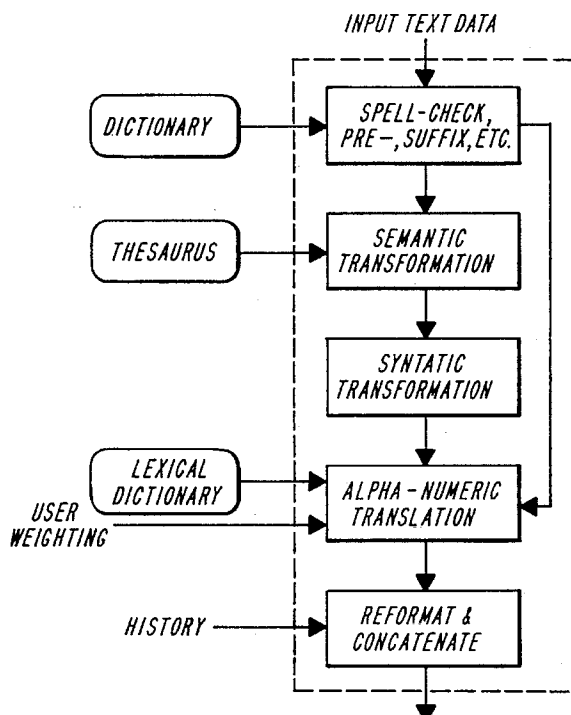 INPUT TEXT DATA
DICTIONARY
SPELL-CHECK,
PRE-, SUFFIX, ETC.
THESAURUS
SEMANTIC
TRANSFORMATION
SYNTATIC
TRANSFORMATION
LEXICAL
DICTIONARY
USER
WEIGHTING
ALPHA-NUMERIC
TRANSLATION
HISTORY
REFORMAT &
CONCATENATE